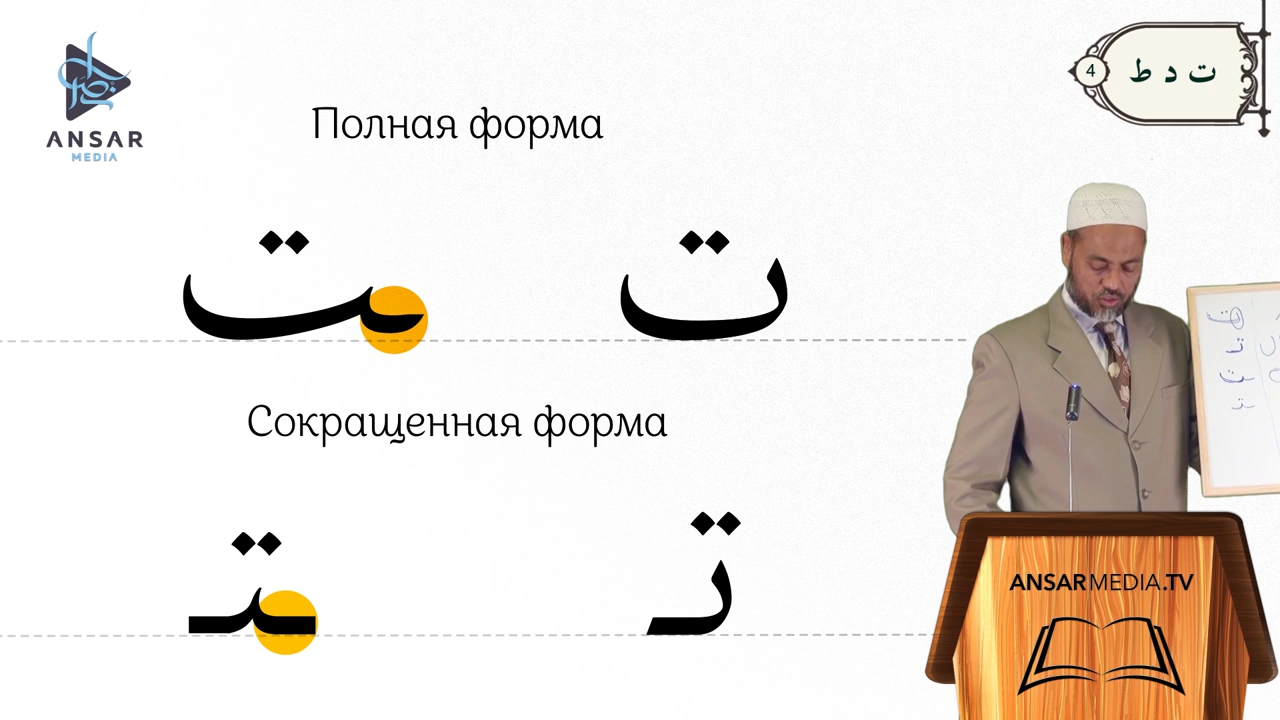 ANSAR
MEDIA
4
ت د ط
Полная форма
ـت ت
Сокращенная форма
ـتـ تـ
ANSARMEDIA.TV